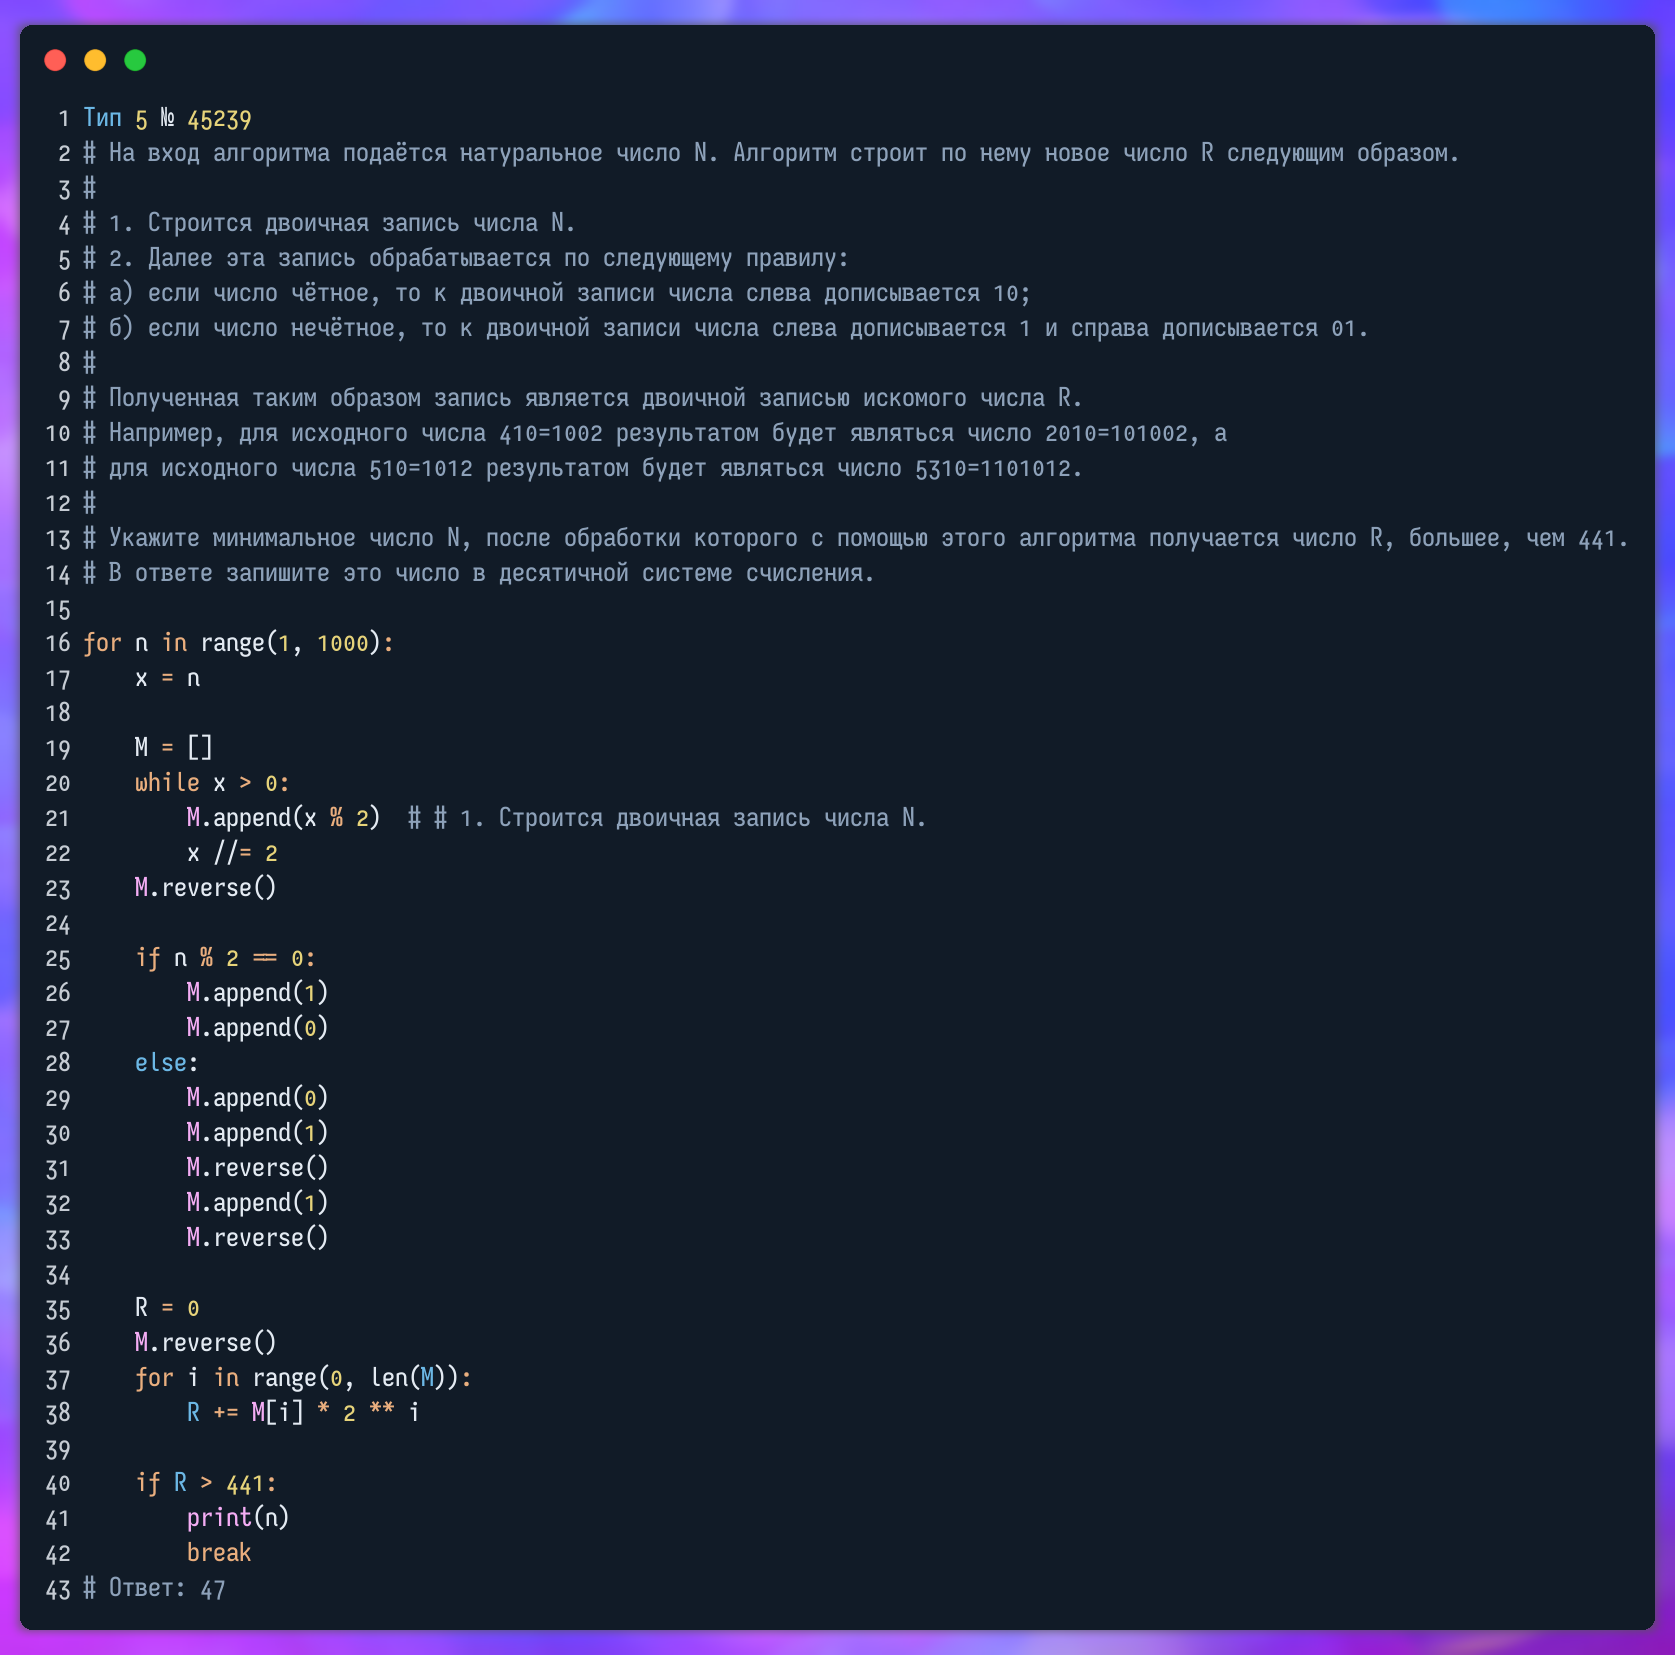 1 Тип 5 № 45239
2 # На вход алгоритма подаётся натуральное число N. Алгоритм строит по нему новое число R следующим образом.
3 #
4 # 1. Строится двоичная запись числа N.
5 # 2. Далее эта запись обрабатывается по следующему правилу:
6 # а) если число чётное, то к двоичной записи числа слева дописывается 10;
7 # б) если число нечётное, то к двоичной записи числа слева дописывается 1 и справа дописывается 01.
8 #
9 # Полученная таким образом запись является двоичной записью искомого числа R.
10 # Например, для исходного числа 410=1002 результатом будет являться число 2010=101002, а
11 # для исходного числа 510=1012 результатом будет являться число 5310=1101012.
12 #
13 # Укажите минимальное число N, после обработки которого с помощью этого алгоритма получается число R, большее, чем 441.
14 # В ответе запишите это число в десятичной системе счисления.
15
16 for n in range(1, 1000):
17     x = n
18
19     M = []
20     while x > 0:
21         M.append(x % 2)  # # 1. Строится двоичная запись числа N.
22         x //= 2
23     M.reverse()
24
25     if n % 2 == 0:
26         M.append(1)
27         M.append(0)
28     else:
29         M.append(0)
30         M.append(1)
31         M.reverse()
32         M.append(1)
33         M.reverse()
34
35     R = 0
36     M.reverse()
37     for i in range(0, len(M)):
38         R += M[i] * 2 ** i
39
40     if R > 441:
41         print(n)
42         break
43 # Ответ: 47